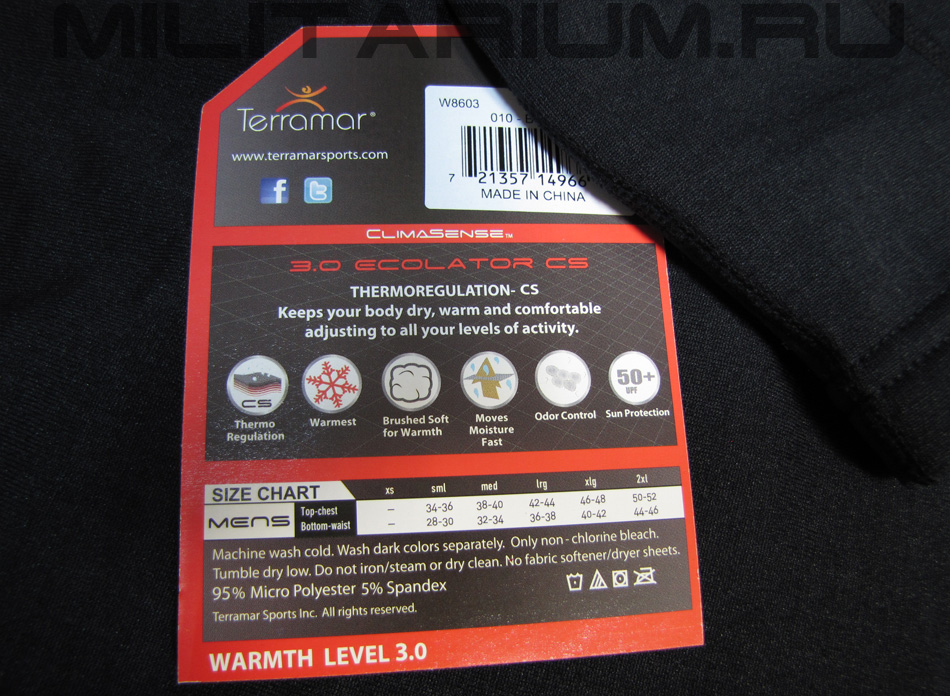 MILITARIUM.RU
Terramar®
www.terramarsports.com
W8603
010 -
7 21357 14966
MADE IN CHINA
CLIMASENSE™
3.0 ECOLATOR CS
THERMOREGULATION- CS
Keeps your body dry, warm and comfortable
adjusting to all your levels of activity.
CS
Thermo
Regulation
Warmest
Brushed Soft
for Warmth
Moves
Moisture
Fast
Odor Control
50+
UPF
Sun Protection
SIZE CHART xs sml med lrg xlg 2xl
MENS
Top-chest – 34-36 38-40 42-44 46-48 50-52
Bottom-waist – 28-30 32-34 36-38 40-42 44-46
Machine wash cold. Wash dark colors separately. Only non - chlorine bleach.
Tumble dry low. Do not iron/steam or dry clean. No fabric softener/dryer sheets.
95% Micro Polyester 5% Spandex
Terramar Sports Inc. All rights reserved.
WARMTH LEVEL 3.0